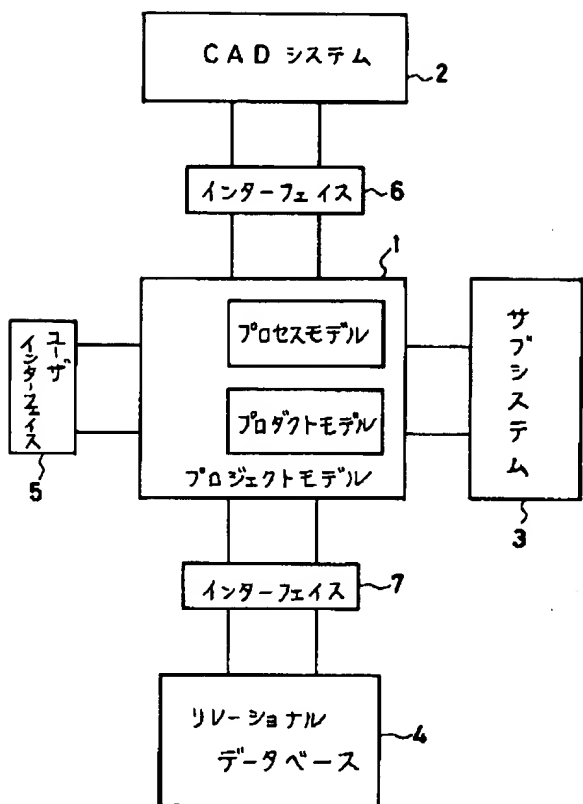 CAD システム
2
インターフェイス
6
1
プロセスモデル
プロダクトモデル
プロジェクトモデル
ユーザ
インターフェイス
5
サブシステム
3
インターフェイス
7
リレーショナル
データベース
4